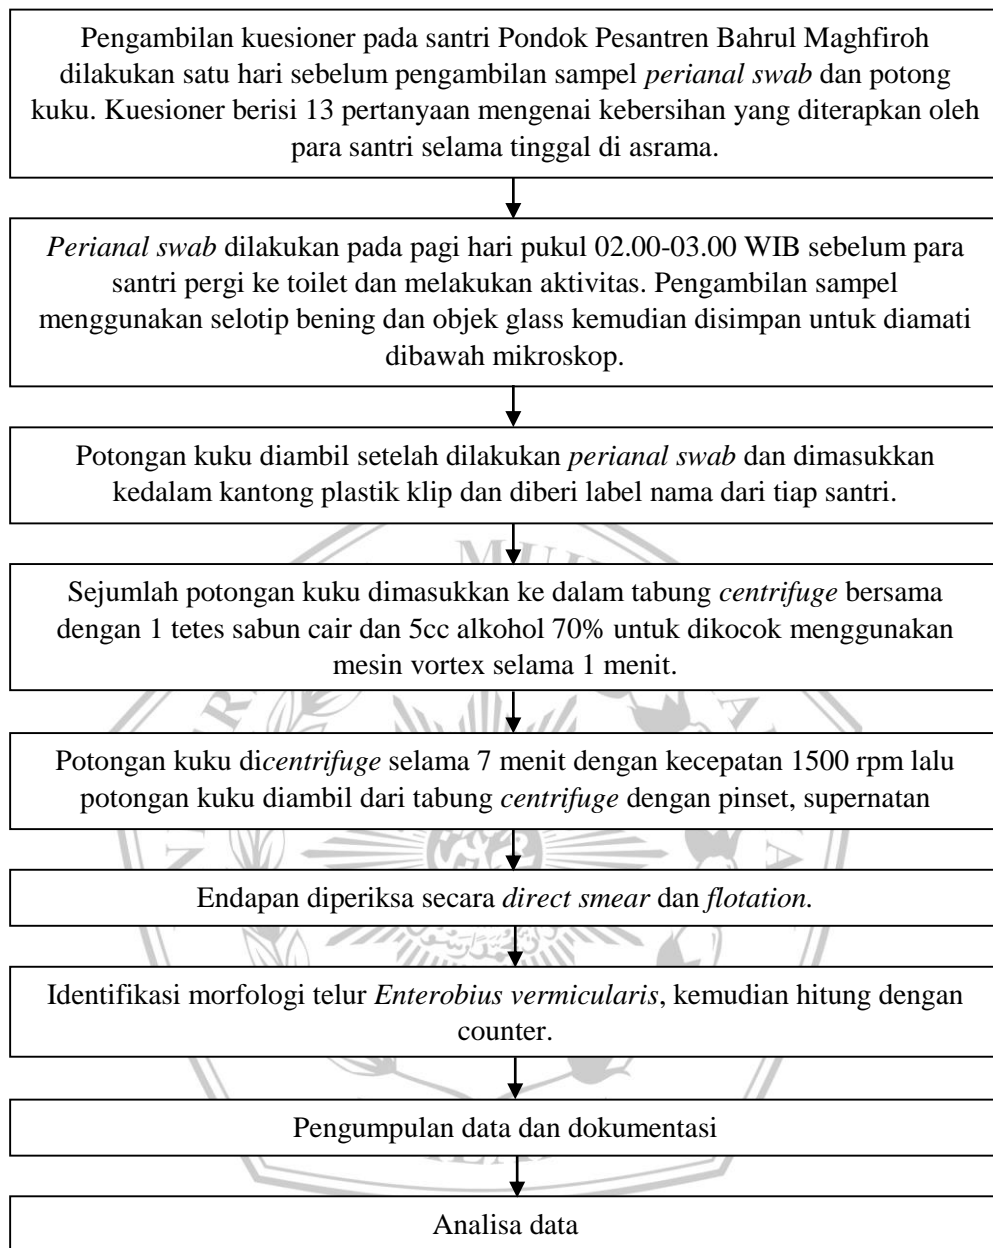 Pengambilan kuesioner pada santri Pondok Pesantren Bahrul Maghfiroh
dilakukan satu hari sebelum pengambilan sampel perianal swab dan potong
kuku. Kuesioner berisi 13 pertanyaan mengenai kebersihan yang diterapkan oleh
para santri selama tinggal di asrama.
Perianal swab dilakukan pada pagi hari pukul 02.00-03.00 WIB sebelum para
santri pergi ke toilet dan melakukan aktivitas. Pengambilan sampel
menggunakan selotip bening dan objek glass kemudian disimpan untuk diamati
dibawah mikroskop.
Potongan kuku diambil setelah dilakukan perianal swab dan dimasukkan
kedalam kantong plastik klip dan diberi label nama dari tiap santri.
Sejumlah potongan kuku dimasukkan ke dalam tabung centrifuge bersama
dengan 1 tetes sabun cair dan 5cc alkohol 70% untuk dikocok menggunakan
mesin vortex selama 1 menit.
Potongan kuku dicentrifuge selama 7 menit dengan kecepatan 1500 rpm lalu
potongan kuku diambil dari tabung centrifuge dengan pinset, supernatan
Endapan diperiksa secara direct smear dan flotation.
Identifikasi morfologi telur Enterobius vermicularis, kemudian hitung dengan
counter.
Pengumpulan data dan dokumentasi
Analisa data